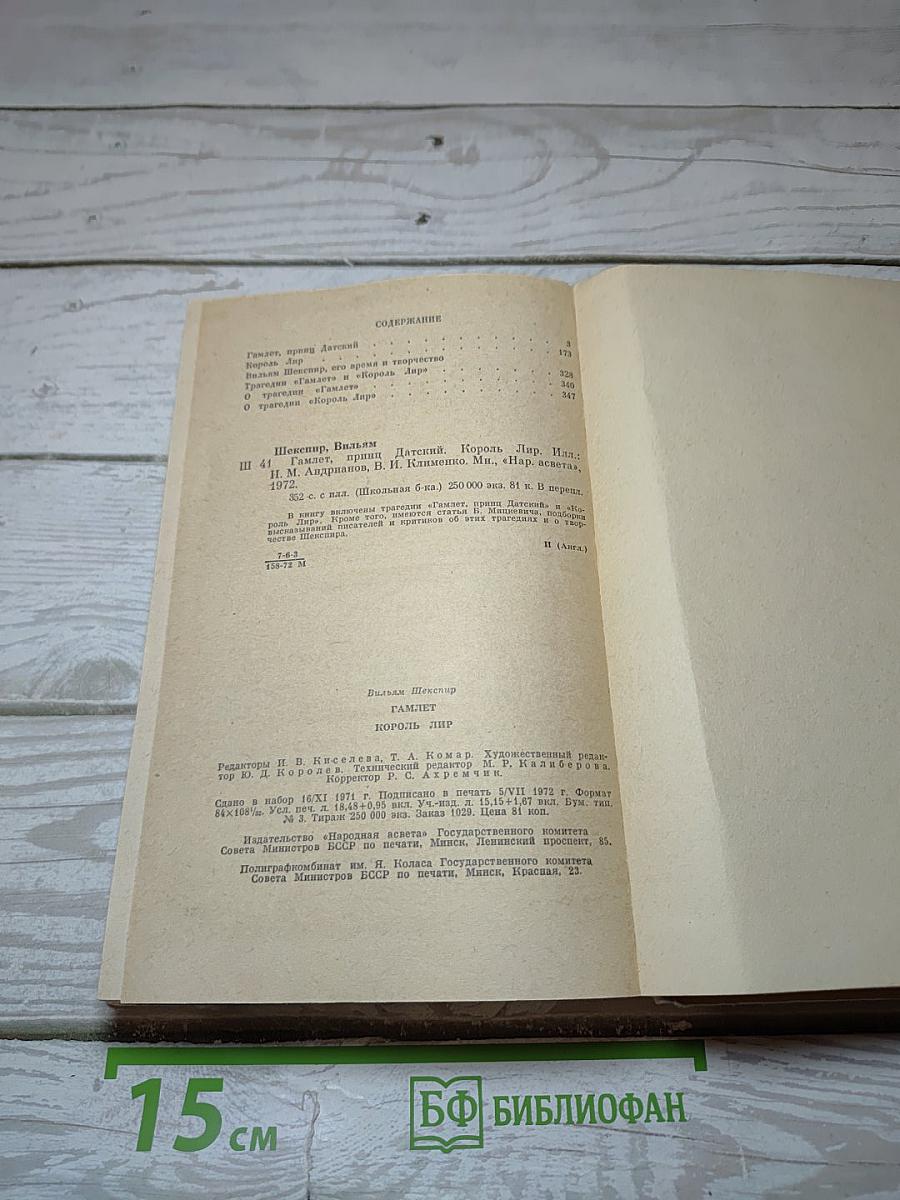 СОДЕРЖАНИЕ
Гамлет, принц Датский . . . . . . . . . . . . 3
Король Лир . . . . . . . . . . . . 173
Вильям Шекспир, его время и творчество
Трагедии «Гамлет» и «Король Лир» . . . . . . 328
О трагедии «Гамлет» . . . . . . . . . . 340
О трагедии «Король Лир» . . . . . . . . . 347
Шекспир, Вильям
Ш 41 Гамлет, принц Датский. Король Лир. Илл.:
И. М. Андрианов, В. И. Клименко. Мн., «Нар. асвета»,
1972.
352 с. с илл. (Школьная б-ка.) 250 000 экз. 81 к. В перепл.
В книгу включены трагедии «Гамлет, принц Датский» и «Ко-
роль Лир». Кроме того, имеются статья Б. Мицкевича, подборки
высказываний писателей и критиков об этих трагедиях и о твор-
честве Шекспира.
7-6-3
158-72 М
И (Англ.)
Вильям Шекспир
ГАМЛЕТ
КОРОЛЬ ЛИР
Редакторы И. В. Киселева, Т. А. Комар. Художественный редак-
тор Ю. Д. Королев. Технический редактор М. Р. Калиберова.
Корректор Р. С. Ахремчик.
Сдано в набор 16/XI 1971 г. Подписано в печать 5/VII 1972 г. Формат
84×108¹/₃₂. Усл. печ. л. 18,48+0,95 вкл. Уч.-изд. л. 15,15+1,67 вкл. Бум. тип.
№ 3. Тираж 250 000 экз. Заказ 1029. Цена 81 коп.
Издательство «Народная асвета» Государственного комитета
Совета Министров БССР по печати, Минск, Ленинский проспект, 85.
Полиграфкомбинат им. Я. Коласа Государственного комитета
Совета Министров БССР по печати, Минск, Красная, 23.
15 см
БФ БИБЛИОФАН